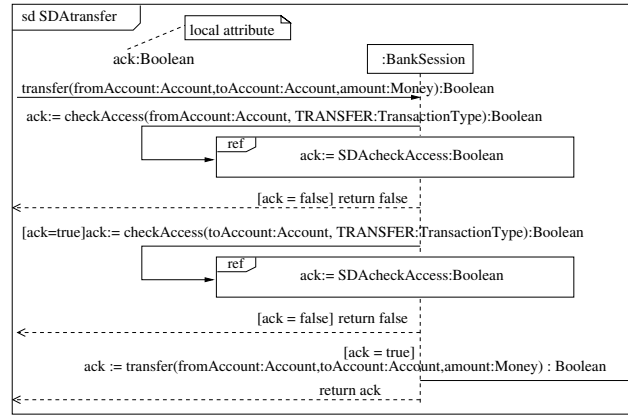 sd SDAtransfer
local attribute
ack:Boolean
:BankSession
transfer(fromAccount:Account,toAccount:Account,amount:Money):Boolean
ack:= checkAccess(fromAccount:Account, TRANSFER:TransactionType):Boolean
ref
ack:= SDAcheckAccess:Boolean
[ack = false] return false
[ack=true]ack:= checkAccess(toAccount:Account, TRANSFER:TransactionType):Boolean
ref
ack:= SDAcheckAccess:Boolean
[ack = false] return false
[ack = true]
ack := transfer(fromAccount:Account,toAccount:Account,amount:Money) : Boolean
return ack